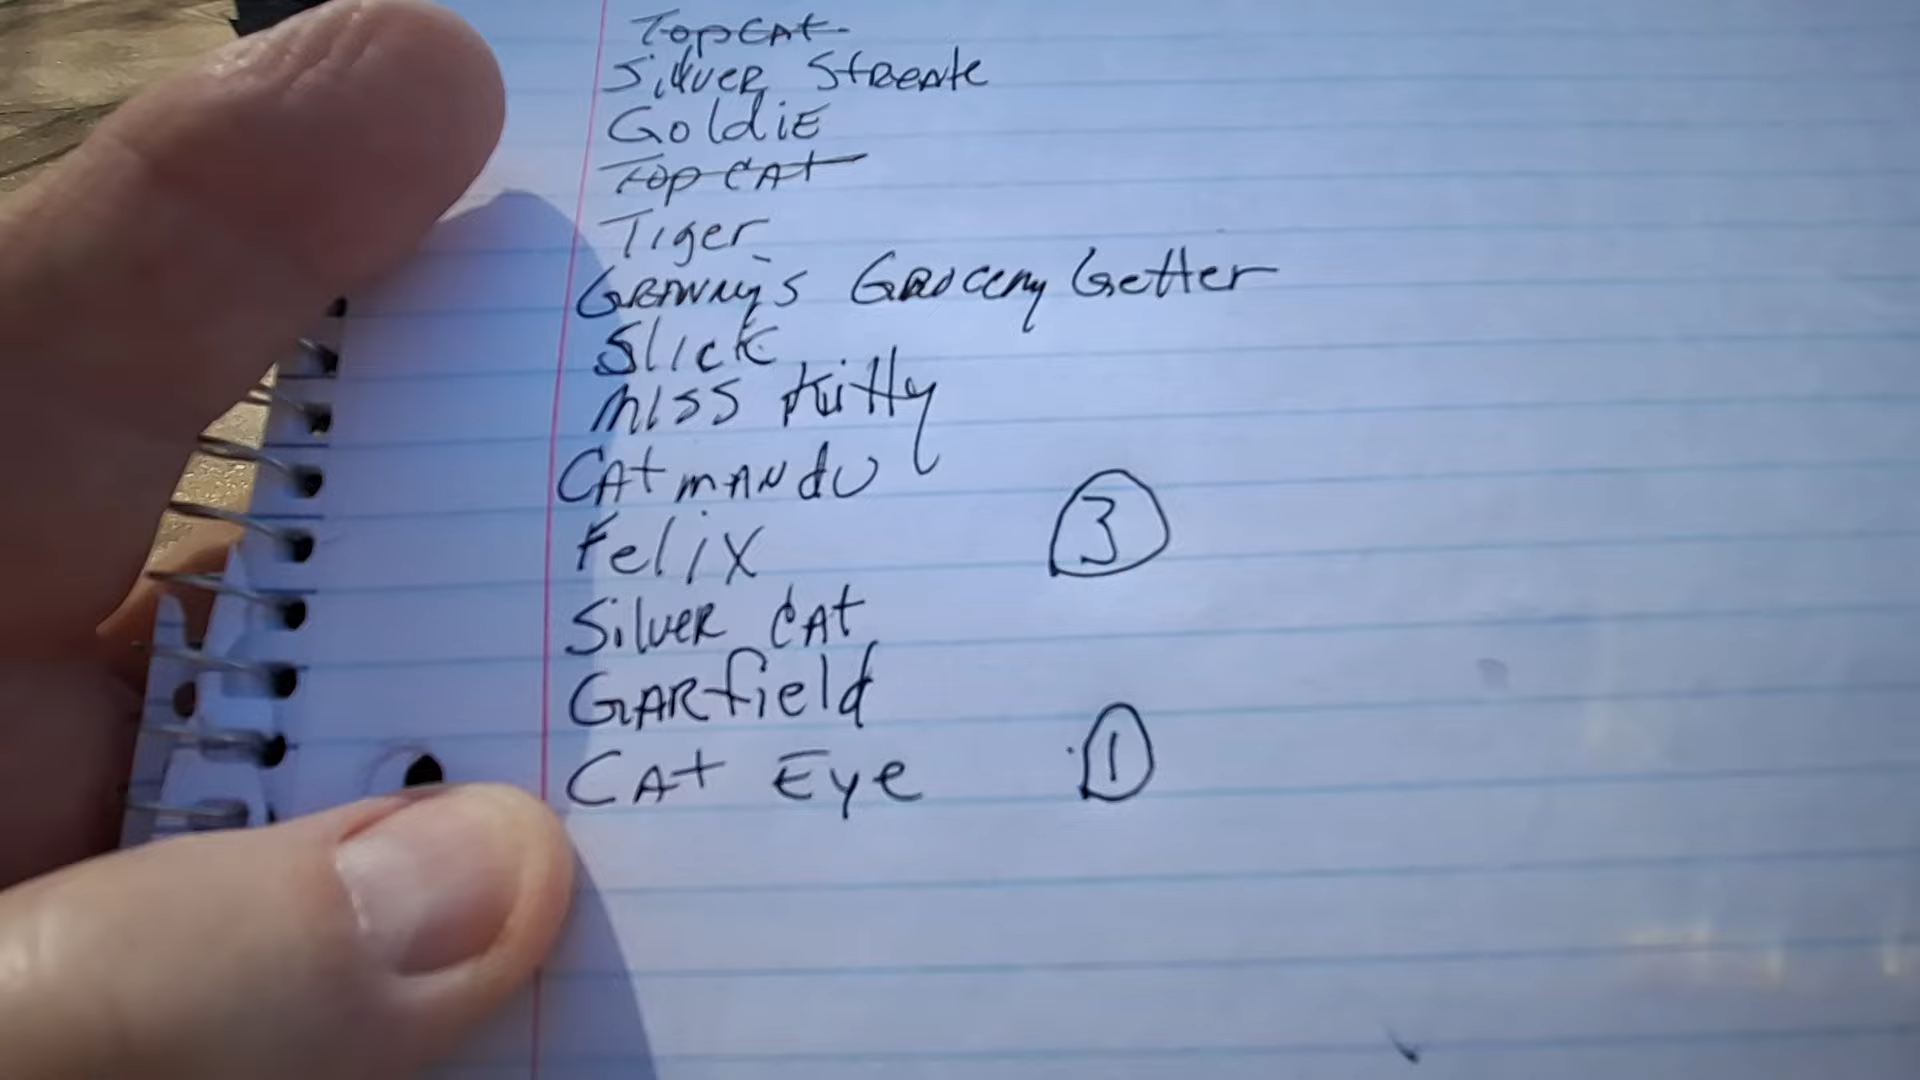 TopCAt
Silver Streak
Goldie
Top CAt
Tiger
Granny's Grocery Getter
Slick
Miss Kitty
CAtmANdu
Felix 3
Silver CAt
GARfield
CAt Eye 1